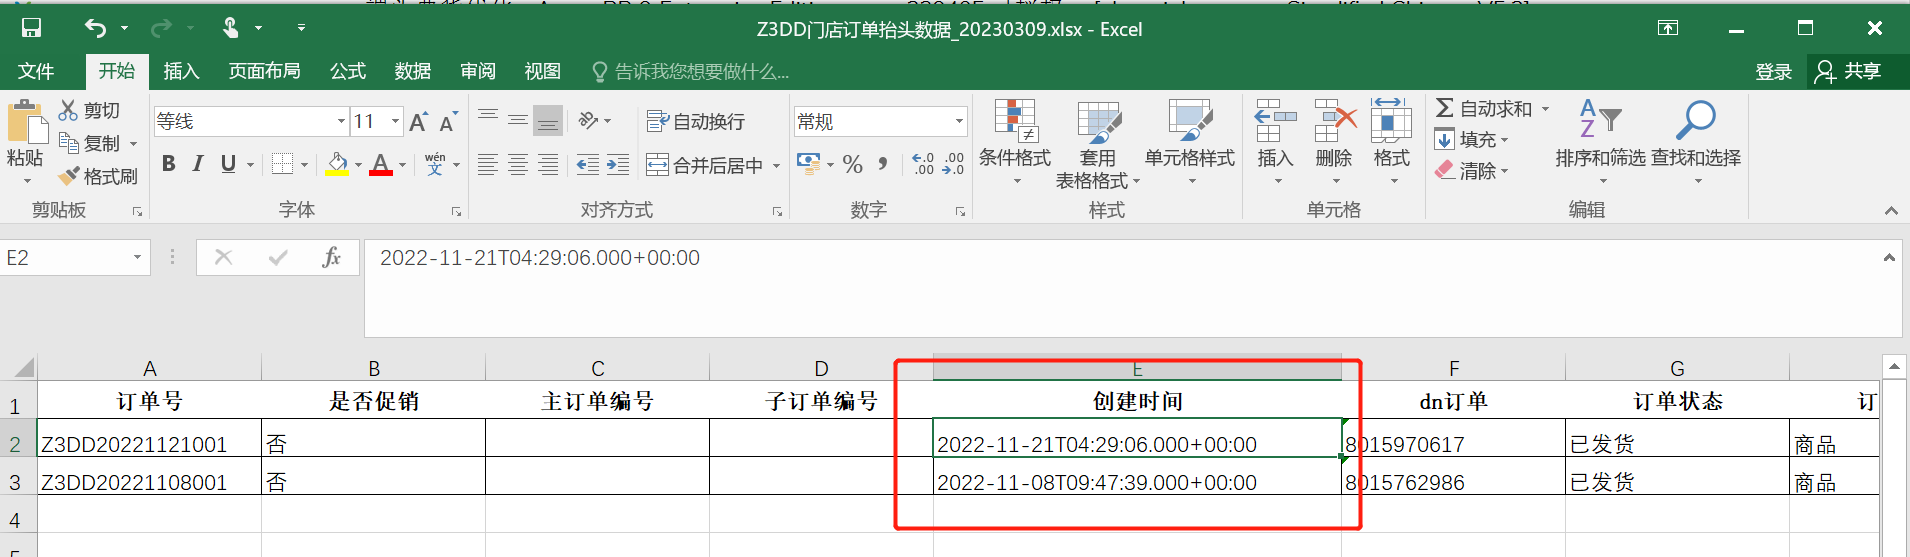 Z3DD门店订单抬头数据_20230309.xlsx - Excel
文件 开始 插入 页面布局 公式 数据 审阅 视图 告诉我您想要做什么... 登录 共享
剪切
复制
格式刷
粘贴
剪贴板
等线 11
B I U A wén 文
字体
自动换行
合并后居中
对齐方式
常规
% , .0 .00 .00 .0
数字
条件格式 套用 表格格式 单元格样式
样式
插入 删除 格式
单元格
自动求和
填充
清除
排序和筛选 查找和选择
编辑
E2 fx 2022-11-21T04:29:06.000+00:00
A B C D E F G
1 订单号 是否促销 主订单编号 子订单编号 创建时间 dn订单 订单状态 订
2 Z3DD20221121001 否 2022-11-21T04:29:06.000+00:00 8015970617 已发货 商品
3 Z3DD20221108001 否 2022-11-08T09:47:39.000+00:00 8015762986 已发货 商品
4